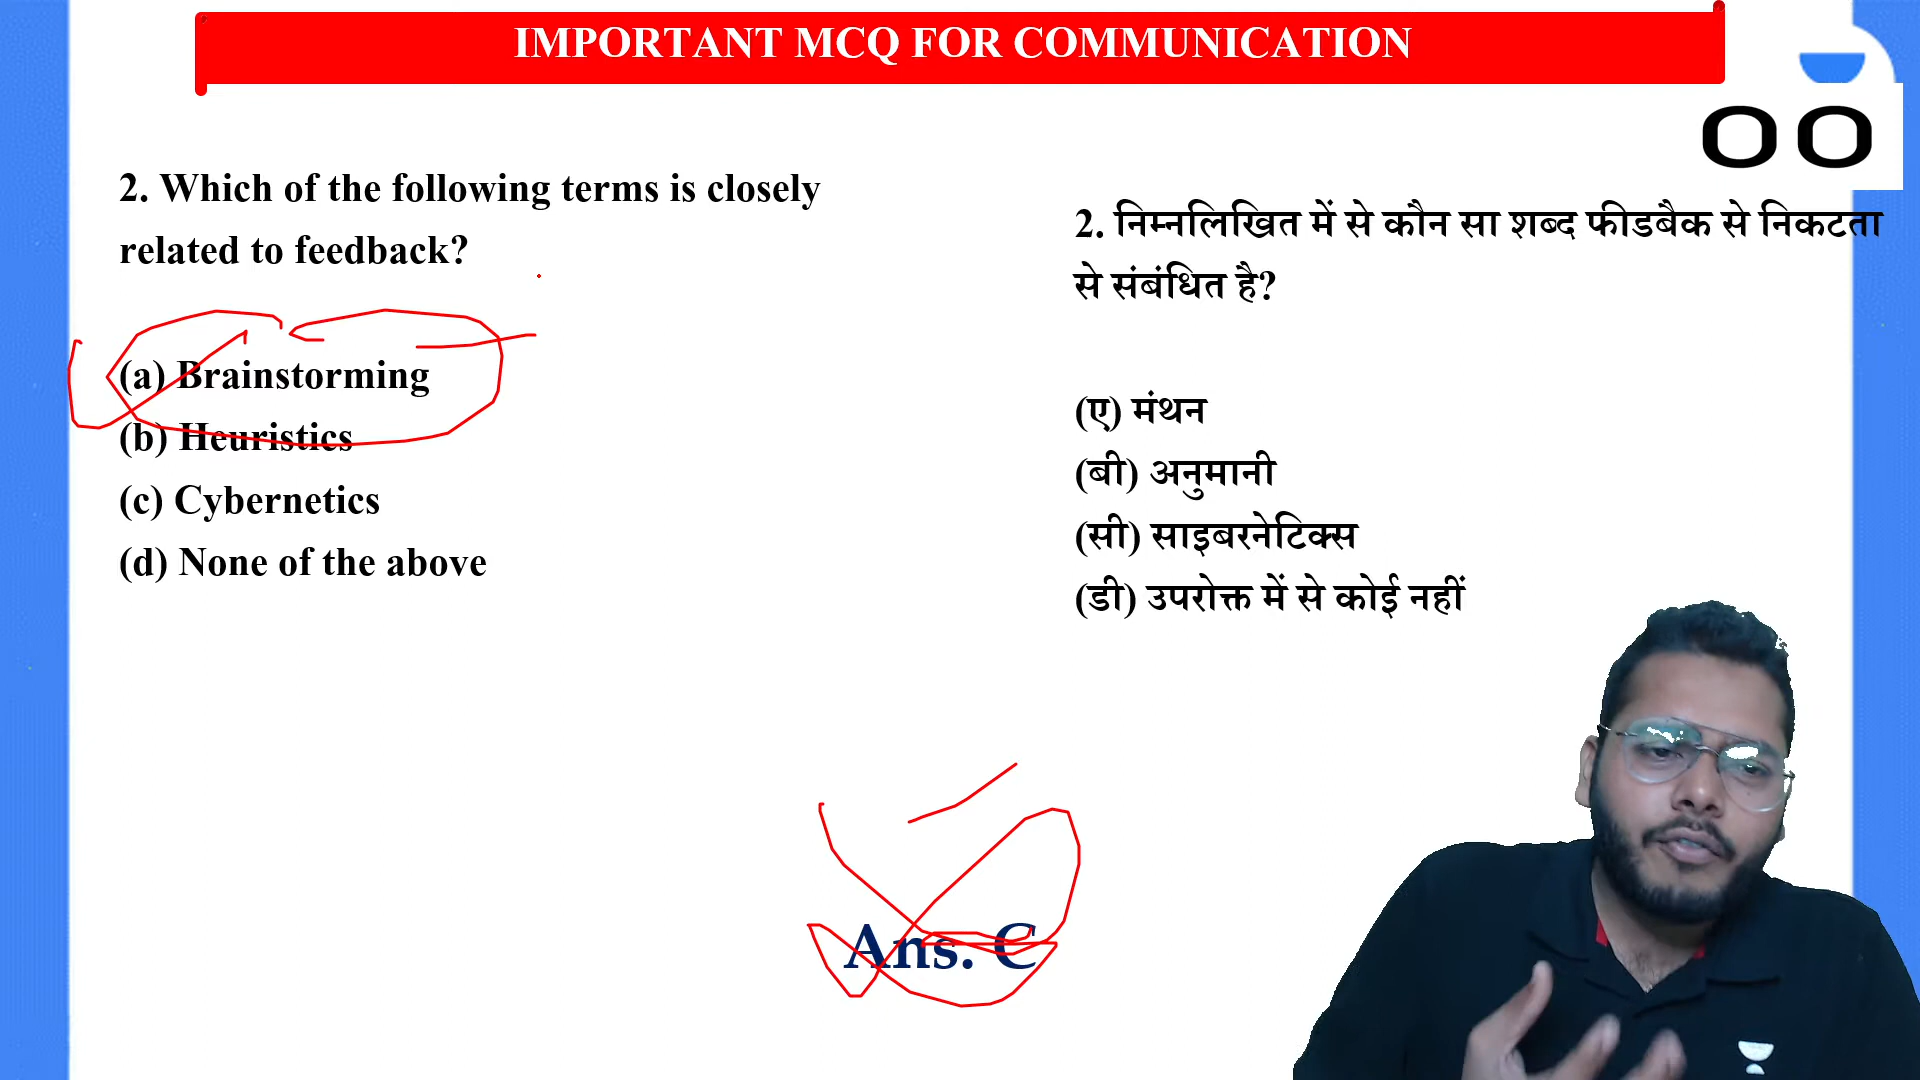 IMPORTANT MCQ FOR COMMUNICATION
2. Which of the following terms is closely
related to feedback?
(a) Brainstorming
(b) Heuristics
(c) Cybernetics
(d) None of the above
2. निम्नलिखित में से कौन सा शब्द फीडबैक से निकटता
से संबंधित है?
(ए) मंथन
(बी) अनुमानी
(सी) साइबरनेटिक्स
(डी) उपरोक्त में से कोई नहीं
Ans. C
00